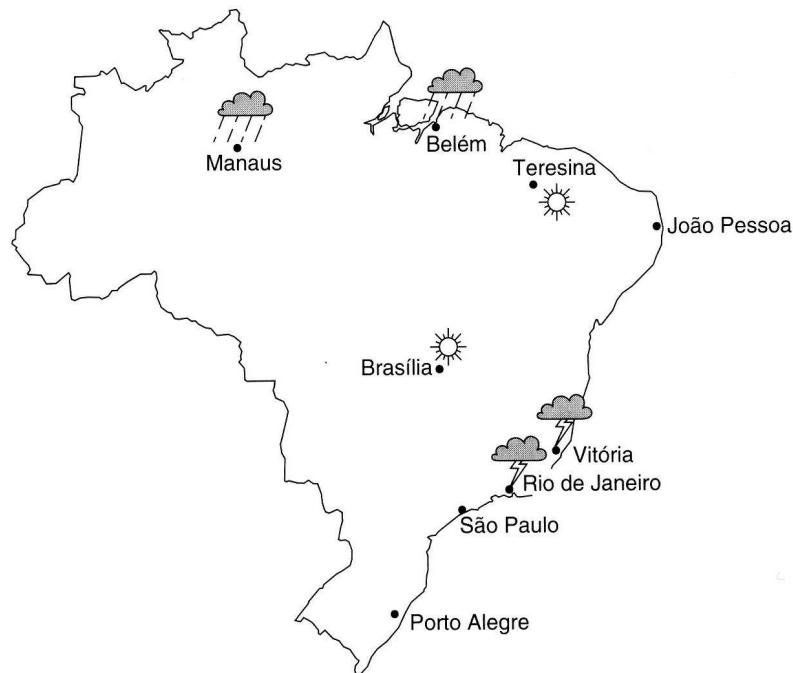 Manaus
Belém
Teresina
João Pessoa
Brasília
Vitória
Rio de Janeiro
São Paulo
Porto Alegre